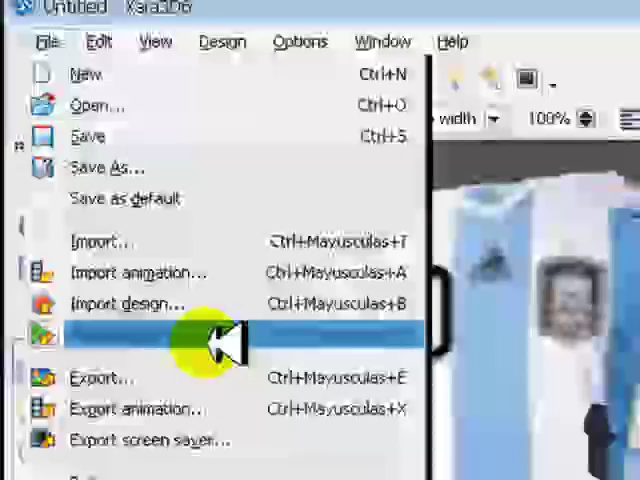 Untitled - Xara3D6
File Edit View Design Options Window Help
New Ctrl+N
Open... Ctrl+O
Save Ctrl+S
Save As...
Save as default
Import... Ctrl+Mayusculas+T
Import animation... Ctrl+Mayusculas+A
Import design... Ctrl+Mayusculas+B
Export... Ctrl+Mayusculas+E
Export animation... Ctrl+Mayusculas+X
Export screen saver...
width 100%